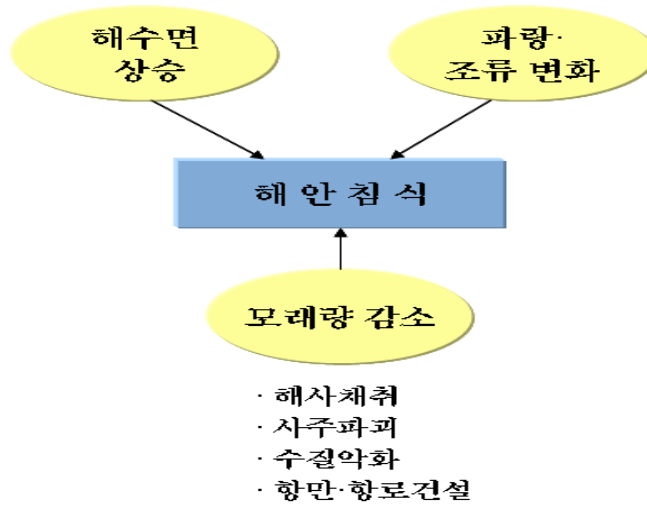 해수면
상승
파랑·
조류 변화
해 안 침 식
모래량 감소
· 해사채취
· 사주파괴
· 수질악화
· 항만·항로건설